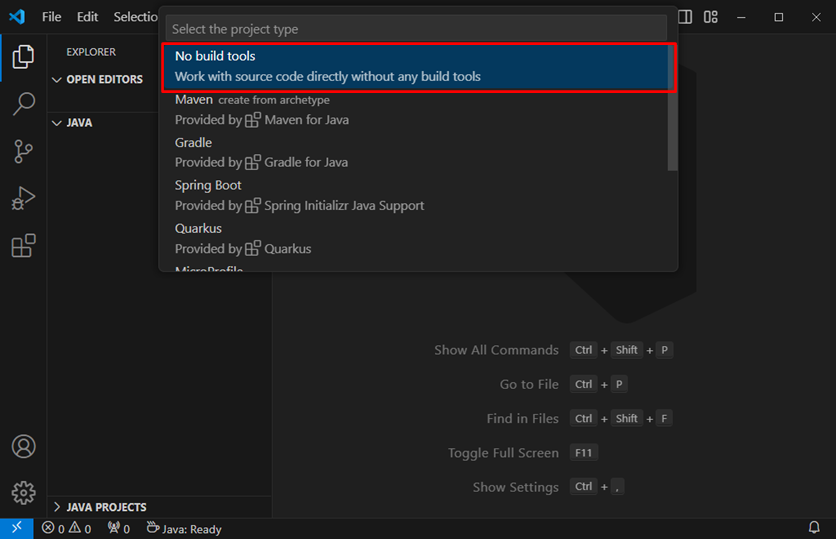 File Edit Selectio
Select the project type
No build tools
Work with source code directly without any build tools
Maven create from archetype
Provided by Maven for Java
Gradle
Provided by Gradle for Java
Spring Boot
Provided by Spring Initializr Java Support
Quarkus
Provided by Quarkus
MicroProfile
EXPLORER
OPEN EDITORS
JAVA
JAVA PROJECTS
Show All Commands Ctrl + Shift + P
Go to File Ctrl + P
Find in Files Ctrl + Shift + F
Toggle Full Screen F11
Show Settings Ctrl + ,
0 0 0 Java: Ready